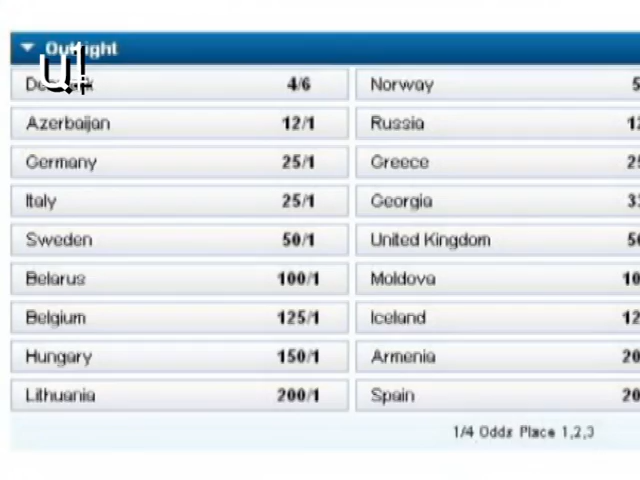 Outright
4/6 Norway
Azerbaijan 12/1 Russia
Germany 25/1 Greece
Italy 25/1 Georgia
Sweden 50/1 United Kingdom
Belarus 100/1 Moldova
Belgium 125/1 Iceland
Hungary 150/1 Armenia
Lithuania 200/1 Spain
1/4 Odds Place 1,2,3